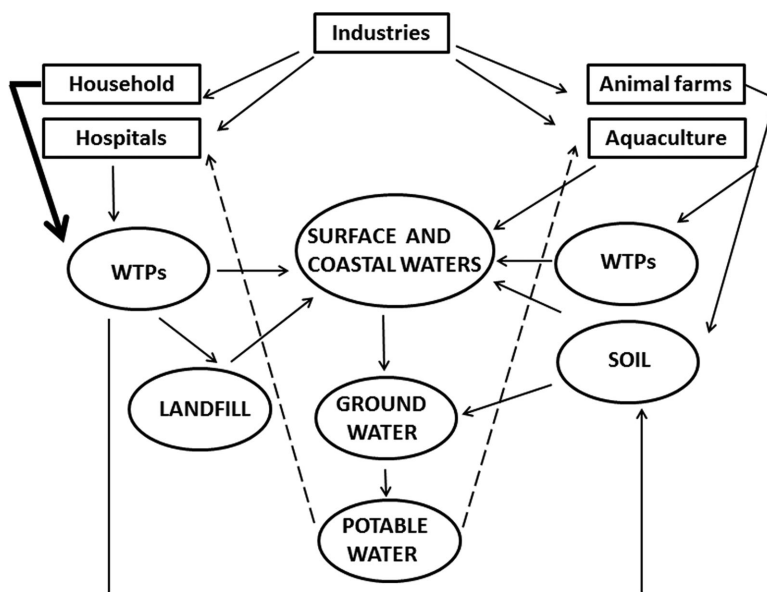 Industries
Household
Animal farms
Hospitals
Aquaculture
SURFACE AND
COASTAL WATERS
WTPs
WTPs
SOIL
LANDFILL
GROUND
WATER
POTABLE
WATER